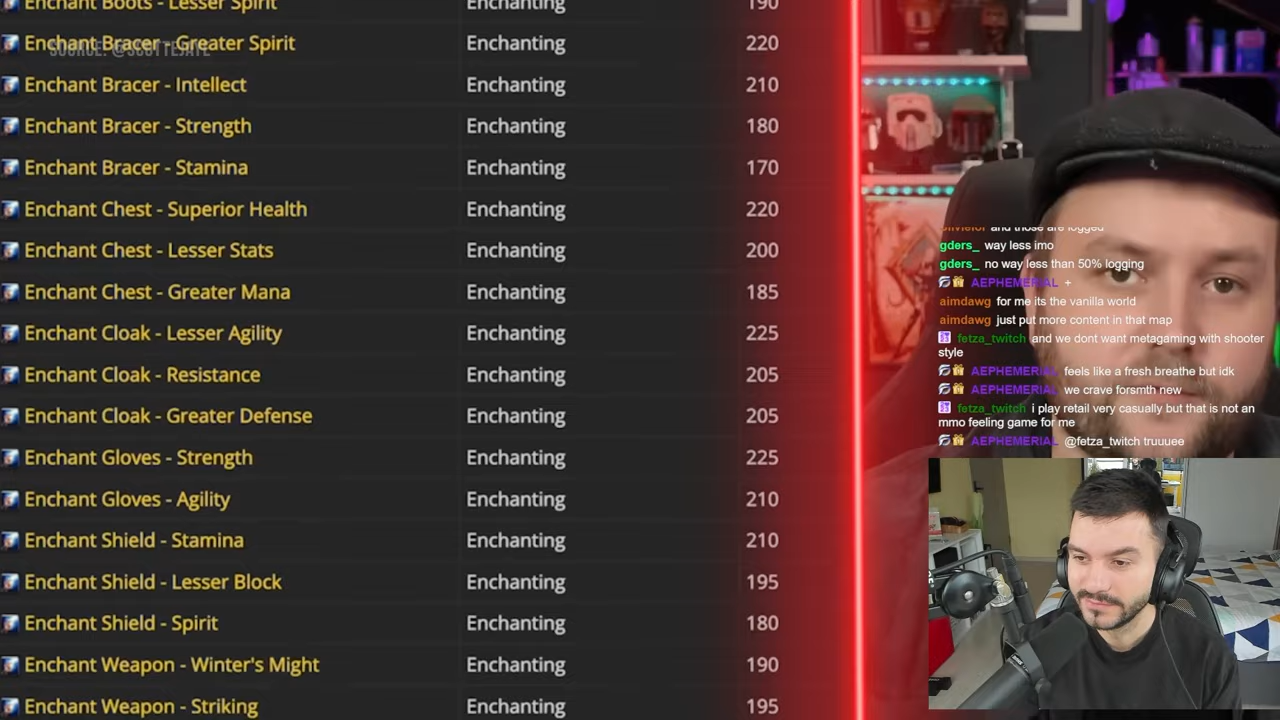 Enchant Boots - Lesser Spirit Enchanting 190
SOURCE: @SCOTTEJAYE
Enchant Bracer - Greater Spirit Enchanting 220
Enchant Bracer - Intellect Enchanting 210
Enchant Bracer - Strength Enchanting 180
Enchant Bracer - Stamina Enchanting 170
Enchant Chest - Superior Health Enchanting 220
Enchant Chest - Lesser Stats Enchanting 200
Enchant Chest - Greater Mana Enchanting 185
Enchant Cloak - Lesser Agility Enchanting 225
Enchant Cloak - Resistance Enchanting 205
Enchant Cloak - Greater Defense Enchanting 205
Enchant Gloves - Strength Enchanting 225
Enchant Gloves - Agility Enchanting 210
Enchant Shield - Stamina Enchanting 210
Enchant Shield - Lesser Block Enchanting 195
Enchant Shield - Spirit Enchanting 180
Enchant Weapon - Winter's Might Enchanting 190
Enchant Weapon - Striking Enchanting 195
and those are logged
gders_ way less imo
gders_ no way less than 50% logging
AEPHEMERIAL +
aimdawg for me its the vanilla world
aimdawg just put more content in that map
fetza_twitch and we dont want metagaming with shooter
style
AEPHEMERIAL feels like a fresh breathe but idk
AEPHEMERIAL we crave forsmth new
fetza_twitch i play retail very casually but that is not an
mmo feeling game for me
AEPHEMERIAL @fetza_twitch truuuee